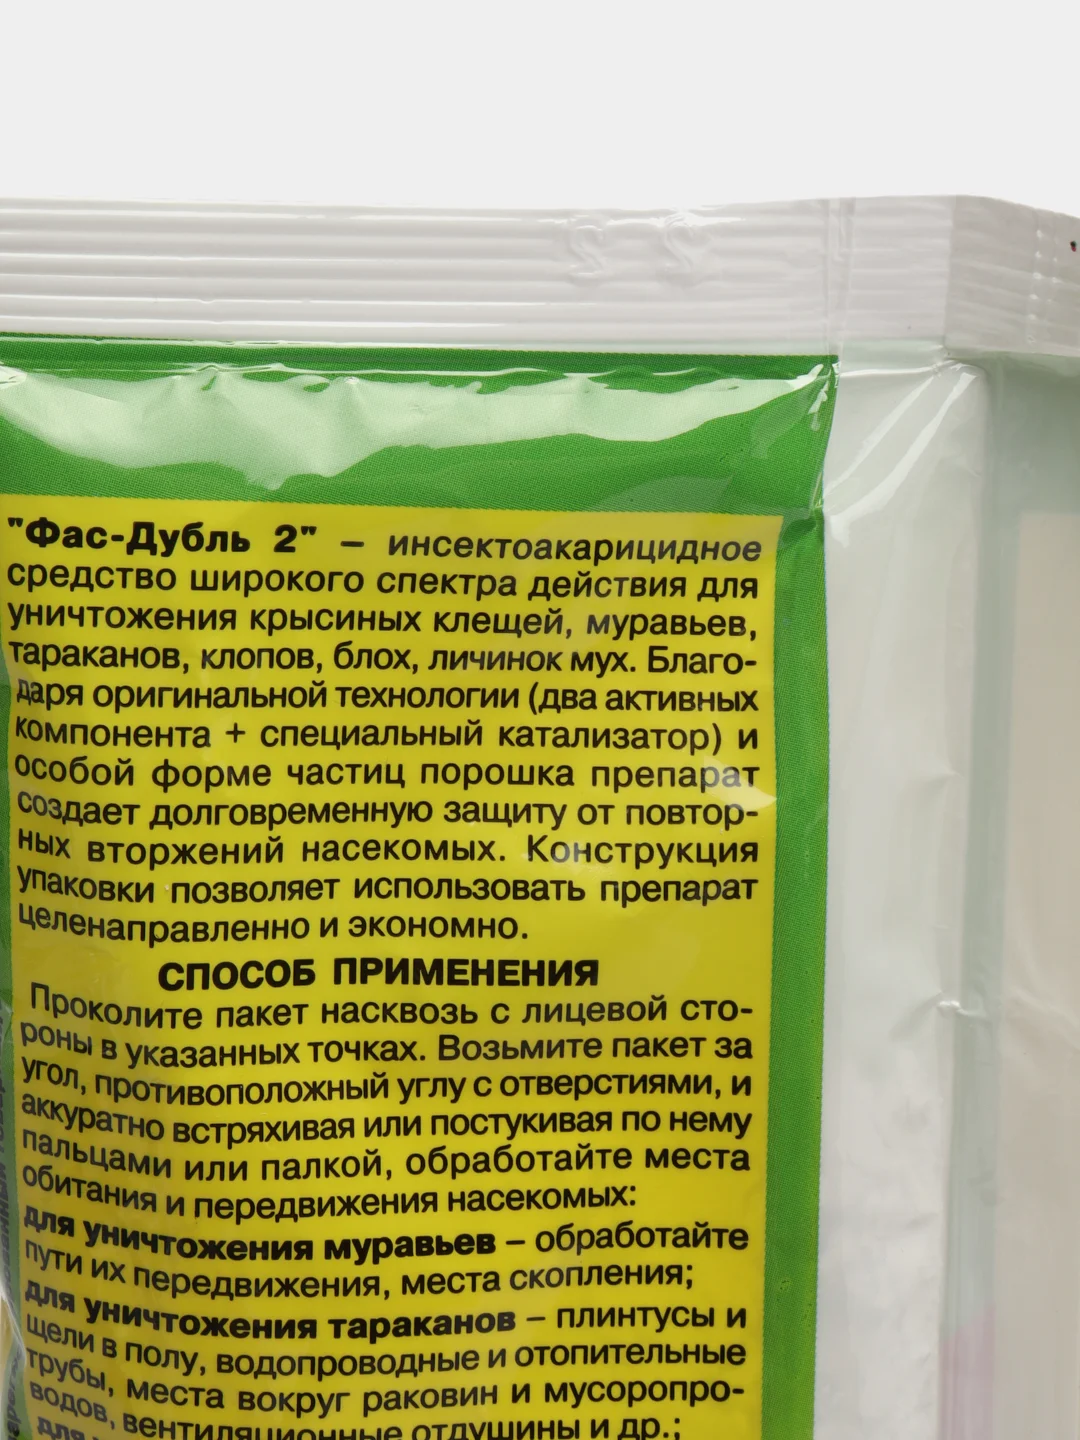 "Фас-Дубль 2" – инсектоакарицидное
средство широкого спектра действия для
уничтожения крысиных клещей, муравьев,
тараканов, клопов, блох, личинок мух. Благо-
даря оригинальной технологии (два активных
компонента + специальный катализатор) и
особой форме частиц порошка препарат
создает долговременную защиту от повтор-
ных вторжений насекомых. Конструкция
упаковки позволяет использовать препарат
целенаправленно и экономно.
СПОСОБ ПРИМЕНЕНИЯ
Проколите пакет насквозь с лицевой сто-
роны в указанных точках. Возьмите пакет за
угол, противоположный углу с отверстиями, и
аккуратно встряхивая или постукивая по нему
пальцами или палкой, обработайте места
обитания и передвижения насекомых:
для уничтожения муравьев – обработайте
пути их передвижения, места скопления;
для уничтожения тараканов – плинтусы и
щели в полу, водопроводные и отопительные
трубы, места вокруг раковин и мусоропро-
водов, вентиляционные отдушины и др.;
для